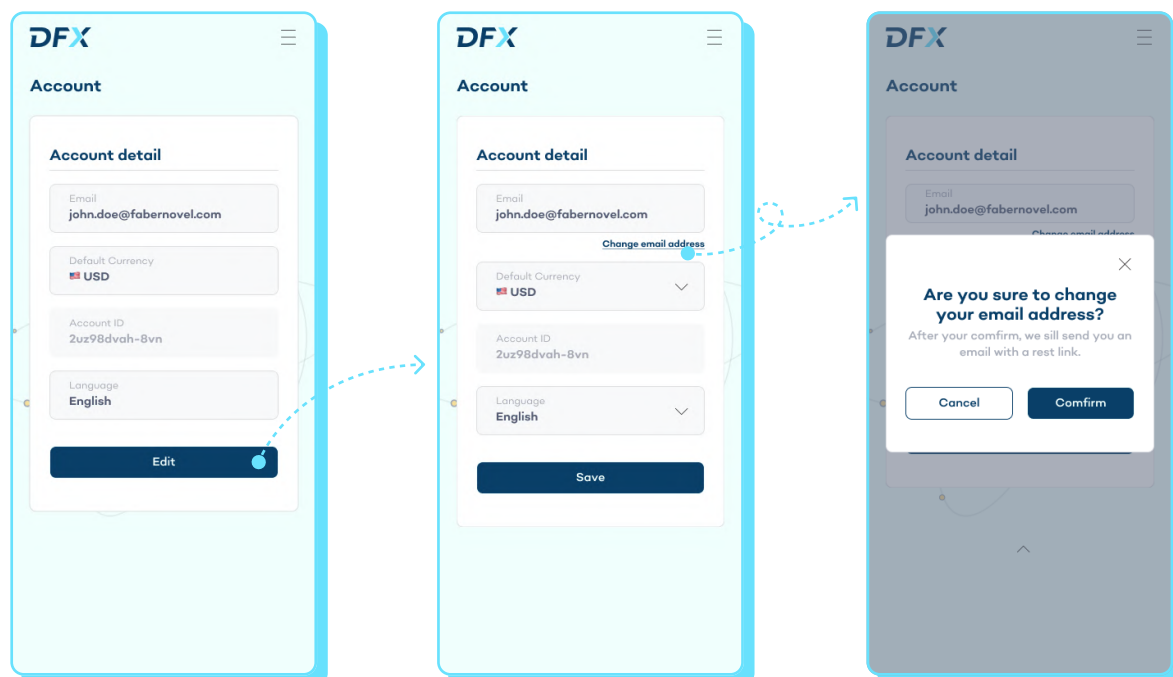 DFX
Account
Account detail
Email
john.doe@fabernovel.com
Default Currency
USD
Account ID
2uz98dvah-8vn
Language
English
Edit
DFX
Account
Account detail
Email
john.doe@fabernovel.com
Change email address
Default Currency
USD
Account ID
2uz98dvah-8vn
Language
English
Save
DFX
Account
Account detail
Email
john.doe@fabernovel.com
Change email address
Are you sure to change
your email address?
After your comfirm, we sill send you an
email with a rest link.
Cancel
Comfirm